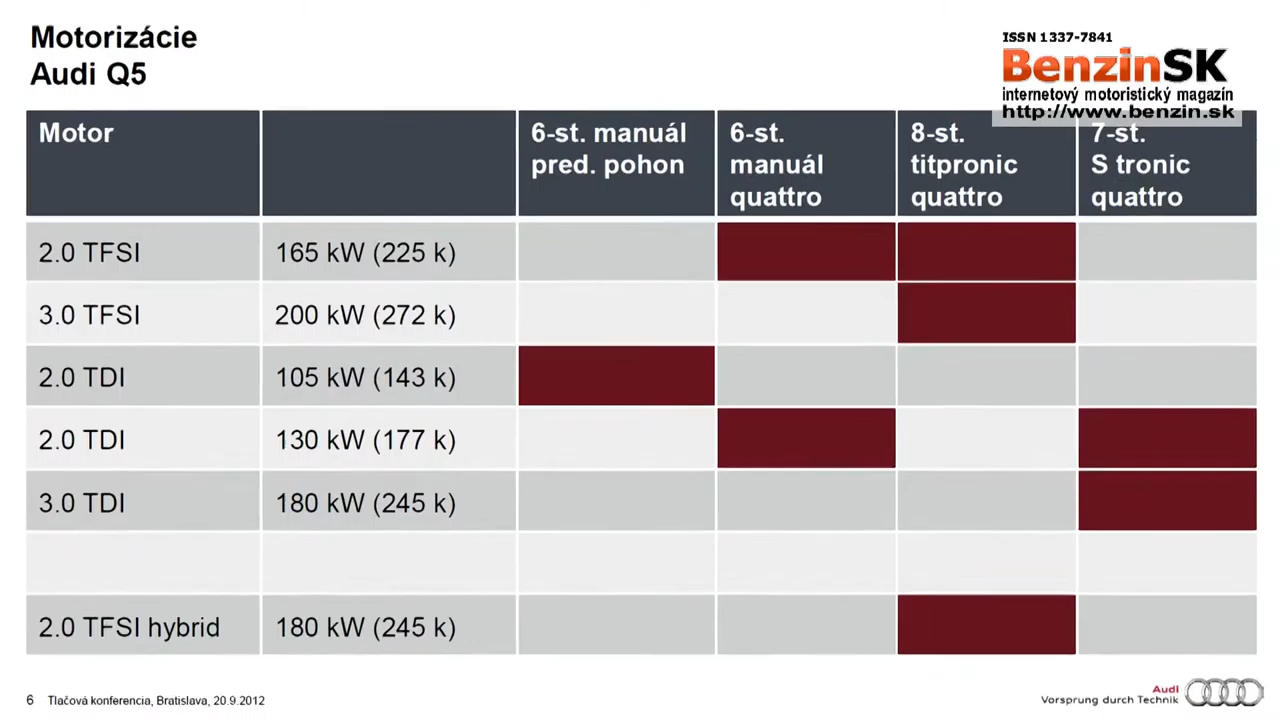 Motorizácie
Audi Q5
ISSN 1337-7841
BenzinSK
internetový motoristický magazín
http://www.benzin.sk
Motor
6-st. manuál
pred. pohon
6-st.
manuál
quattro
8-st.
titpronic
quattro
7-st.
S tronic
quattro
2.0 TFSI 165 kW (225 k)
3.0 TFSI 200 kW (272 k)
2.0 TDI 105 kW (143 k)
2.0 TDI 130 kW (177 k)
3.0 TDI 180 kW (245 k)
2.0 TFSI hybrid 180 kW (245 k)
6 Tlačová konferencia, Bratislava, 20.9.2012
Audi
Vorsprung durch Technik